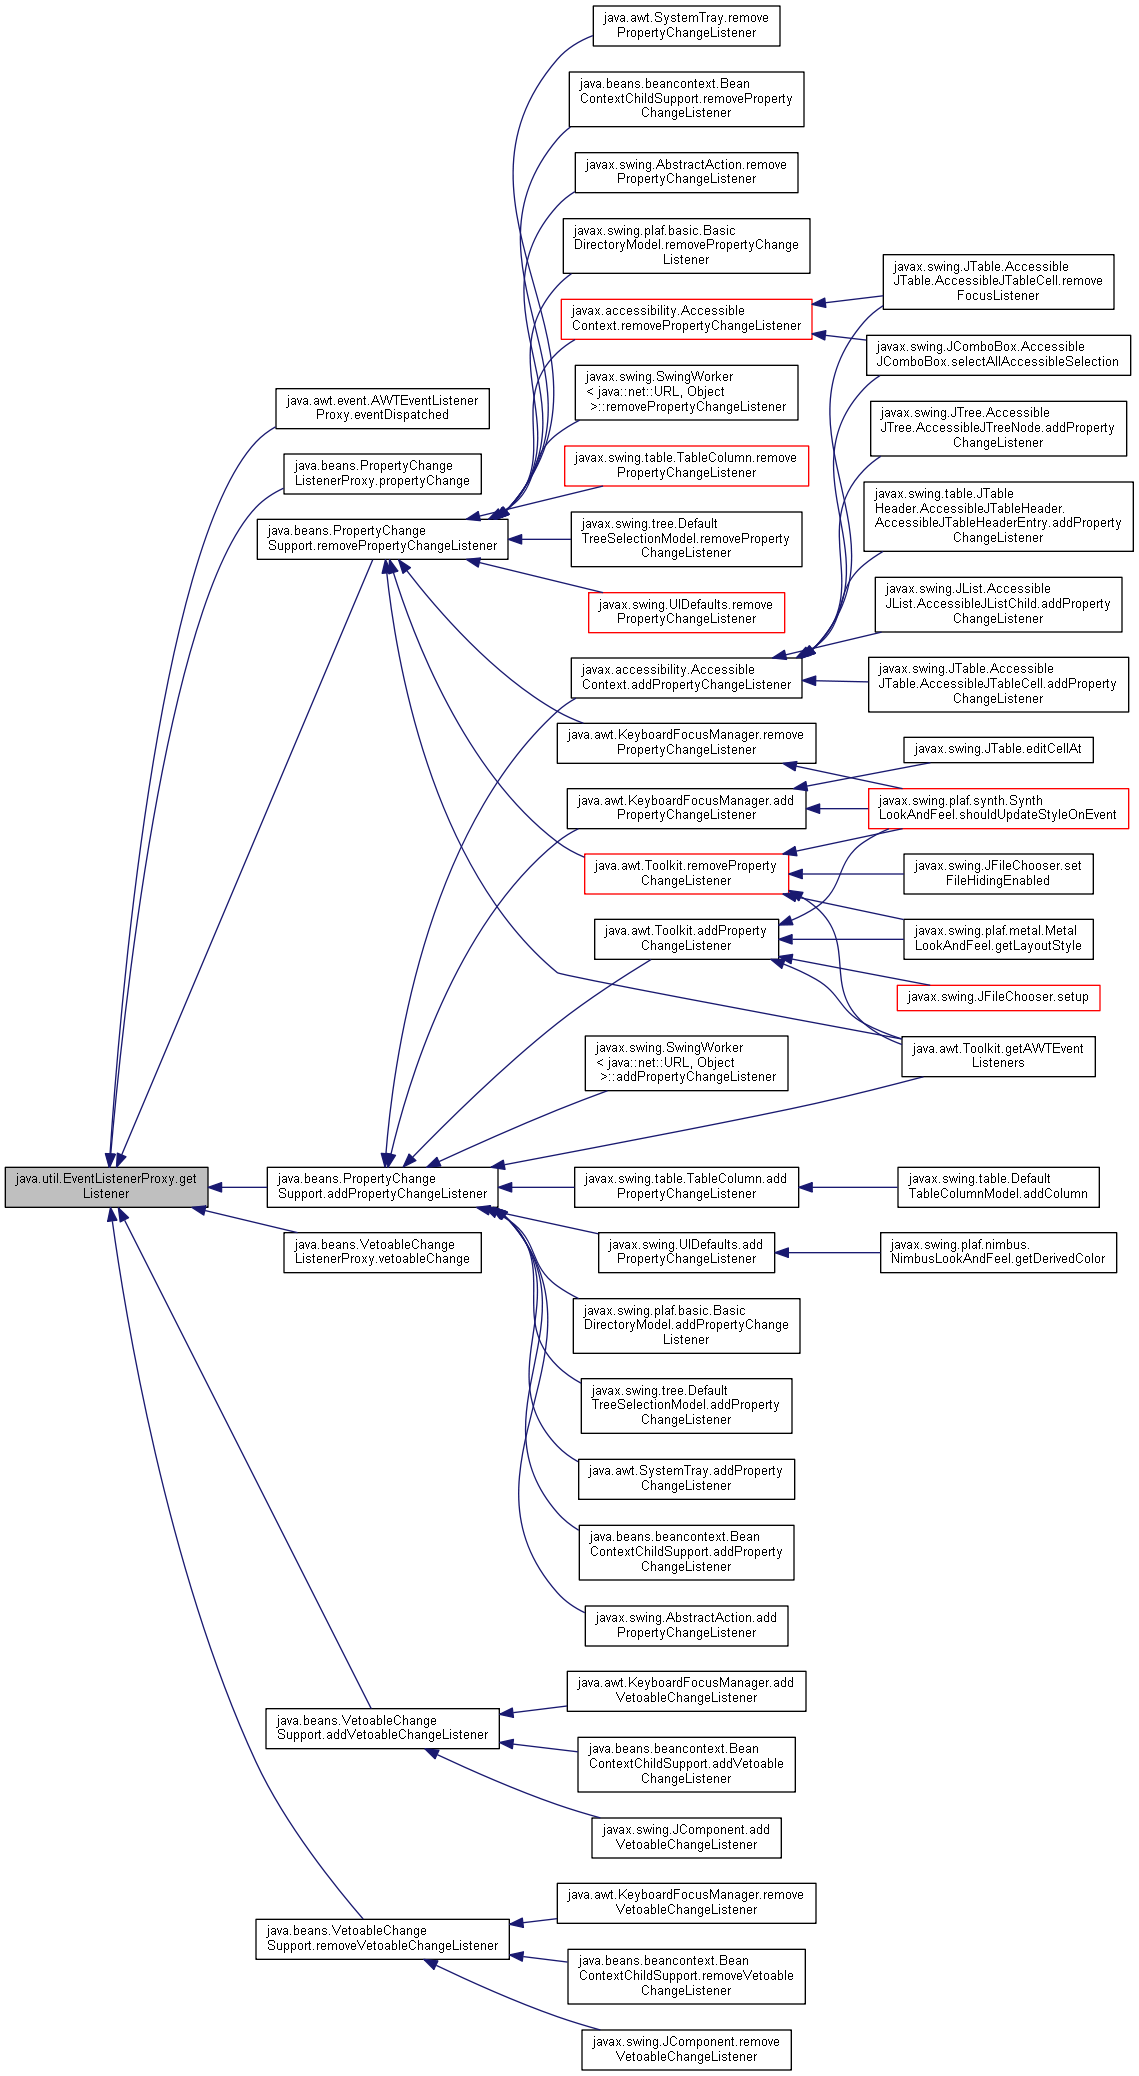 java.awt.SystemTray.remove
PropertyChangeListener
java.beans.beancontext.Bean
ContextChildSupport.removeProperty
ChangeListener
javax.swing.AbstractAction.remove
PropertyChangeListener
javax.swing.plaf.basic.Basic
DirectoryModel.removePropertyChange
Listener
javax.swing.JTable.Accessible
JTable.AccessibleJTableCell.remove
FocusListener
javax.accessibility.Accessible
Context.removePropertyChangeListener
javax.swing.JComboBox.Accessible
JComboBox.selectAllAccessibleSelection
javax.swing.SwingWorker
< java::net::URL, Object
>::removePropertyChangeListener
java.awt.event.AWTEventListener
Proxy.eventDispatched
javax.swing.JTree.Accessible
JTree.AccessibleJTreeNode.addProperty
ChangeListener
java.beans.PropertyChange
ListenerProxy.propertyChange
javax.swing.table.TableColumn.remove
PropertyChangeListener
javax.swing.table.JTable
Header.AccessibleJTableHeader.
AccessibleJTableHeaderEntry.addProperty
ChangeListener
java.beans.PropertyChange
Support.removePropertyChangeListener
javax.swing.tree.Default
TreeSelectionModel.removeProperty
ChangeListener
javax.swing.JList.Accessible
JList.AccessibleJListChild.addProperty
ChangeListener
javax.swing.UIDefaults.remove
PropertyChangeListener
javax.accessibility.Accessible
Context.addPropertyChangeListener
javax.swing.JTable.Accessible
JTable.AccessibleJTableCell.addProperty
ChangeListener
java.awt.KeyboardFocusManager.remove
PropertyChangeListener
javax.swing.JTable.editCellAt
java.awt.KeyboardFocusManager.add
PropertyChangeListener
javax.swing.plaf.synth.Synth
LookAndFeel.shouldUpdateStyleOnEvent
java.awt.Toolkit.removeProperty
ChangeListener
javax.swing.JFileChooser.set
FileHidingEnabled
java.awt.Toolkit.addProperty
ChangeListener
javax.swing.plaf.metal.Metal
LookAndFeel.getLayoutStyle
javax.swing.JFileChooser.setup
javax.swing.SwingWorker
< java::net::URL, Object
>::addPropertyChangeListener
java.awt.Toolkit.getAWTEvent
Listeners
java.util.EventListenerProxy.get
Listener
java.beans.PropertyChange
Support.addPropertyChangeListener
javax.swing.table.TableColumn.add
PropertyChangeListener
javax.swing.table.Default
TableColumnModel.addColumn
java.beans.VetoableChange
ListenerProxy.vetoableChange
javax.swing.UIDefaults.add
PropertyChangeListener
javax.swing.plaf.nimbus.
NimbusLookAndFeel.getDerivedColor
javax.swing.plaf.basic.Basic
DirectoryModel.addPropertyChange
Listener
javax.swing.tree.Default
TreeSelectionModel.addProperty
ChangeListener
java.awt.SystemTray.addProperty
ChangeListener
java.beans.beancontext.Bean
ContextChildSupport.addProperty
ChangeListener
javax.swing.AbstractAction.add
PropertyChangeListener
java.awt.KeyboardFocusManager.add
VetoableChangeListener
java.beans.VetoableChange
Support.addVetoableChangeListener
java.beans.beancontext.Bean
ContextChildSupport.addVetoable
ChangeListener
javax.swing.JComponent.add
VetoableChangeListener
java.awt.KeyboardFocusManager.remove
VetoableChangeListener
java.beans.VetoableChange
Support.removeVetoableChangeListener
java.beans.beancontext.Bean
ContextChildSupport.removeVetoable
ChangeListener
javax.swing.JComponent.remove
VetoableChangeListener